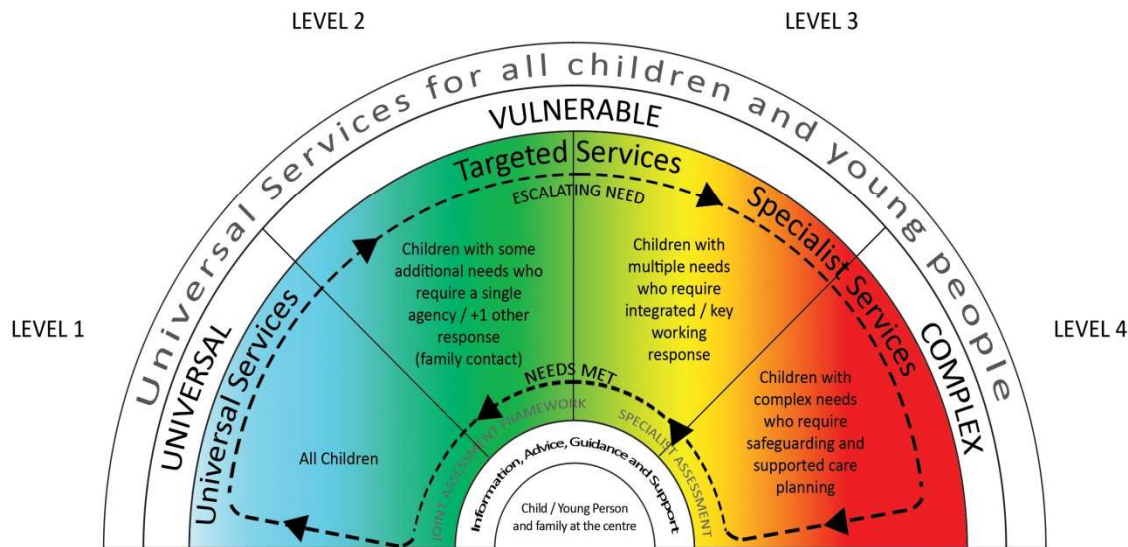 LEVEL 2
LEVEL 3
LEVEL 1
LEVEL 4
Universal Services for all children and young people
UNIVERSAL
VULNERABLE
COMPLEX
Universal Services
Targeted Services
Specialist Services
ESCALATING NEED
All Children
Children with some
additional needs who
require a single
agency / +1 other
response
(family contact)
Children with
multiple needs
who require
integrated / key
working
response
Children with
complex needs
who require
safeguarding and
supported care
planning
NEEDS MET
JOINT ASSESSMENT FRAMEWORK
SPECIALIST ASSESSMENT
Information, Advice, Guidance and Support
Child / Young Person
and family at the centre